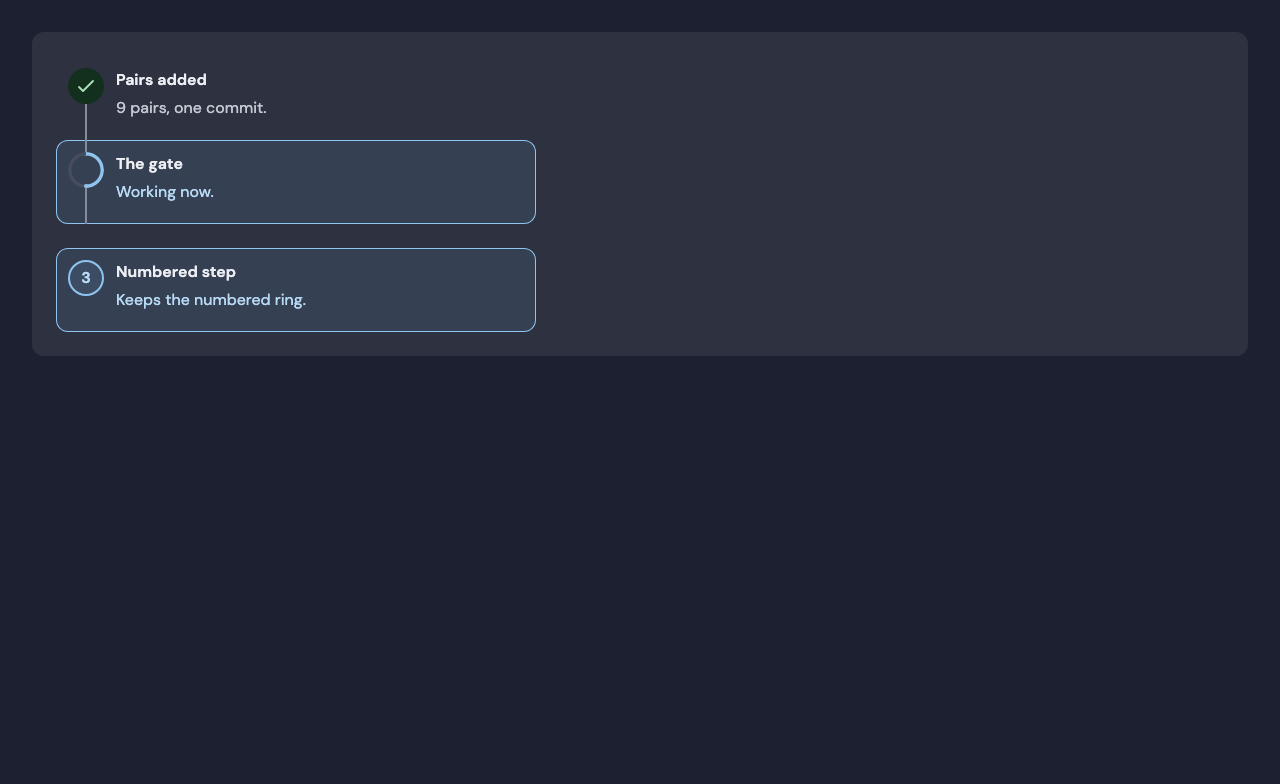 Pairs added
9 pairs, one commit.
The gate
Working now.
3
Numbered step
Keeps the numbered ring.